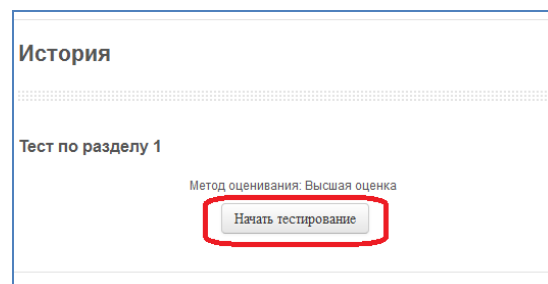 История
Тест по разделу 1
Метод оценивания: Высшая оценка
Начать тестирование